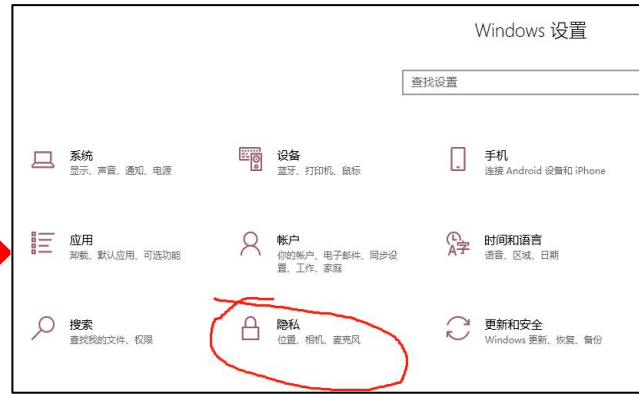 Windows 设置
查找设置
系统
显示、声音、通知、电源
设备
蓝牙、打印机、鼠标
手机
连接 Android 设备和 iPhone
应用
卸载、默认应用、可选功能
帐户
你的帐户、电子邮件、同步设
置、工作、家庭
时间和语言
语音、区域、日期
搜索
查找我的文件、权限
隐私
位置、相机、麦克风
更新和安全
Windows 更新、恢复、备份